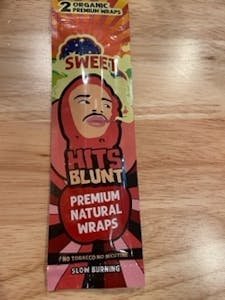 2 ORGANIC
PREMIUM WRAPS
SWEET
HITS
BLUNT
PREMIUM
NATURAL
WRAPS
NO TOBACCO NO NICOTINE
SLOW BURNING